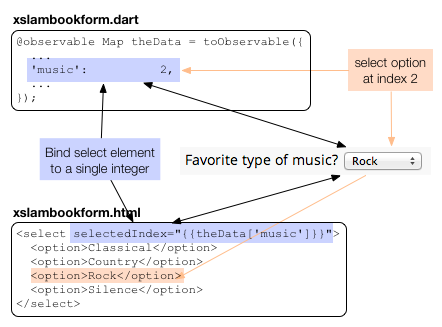 xslambookform.dart
@observable Map theData = toObservable({
...
'music': 2,
...
});
select option
at index 2
Bind select element
to a single integer
Favorite type of music? Rock
xslambookform.html
<select selectedIndex="{{theData['music']}}">
<option>Classical</option>
<option>Country</option>
<option>Rock</option>
<option>Silence</option>
</select>